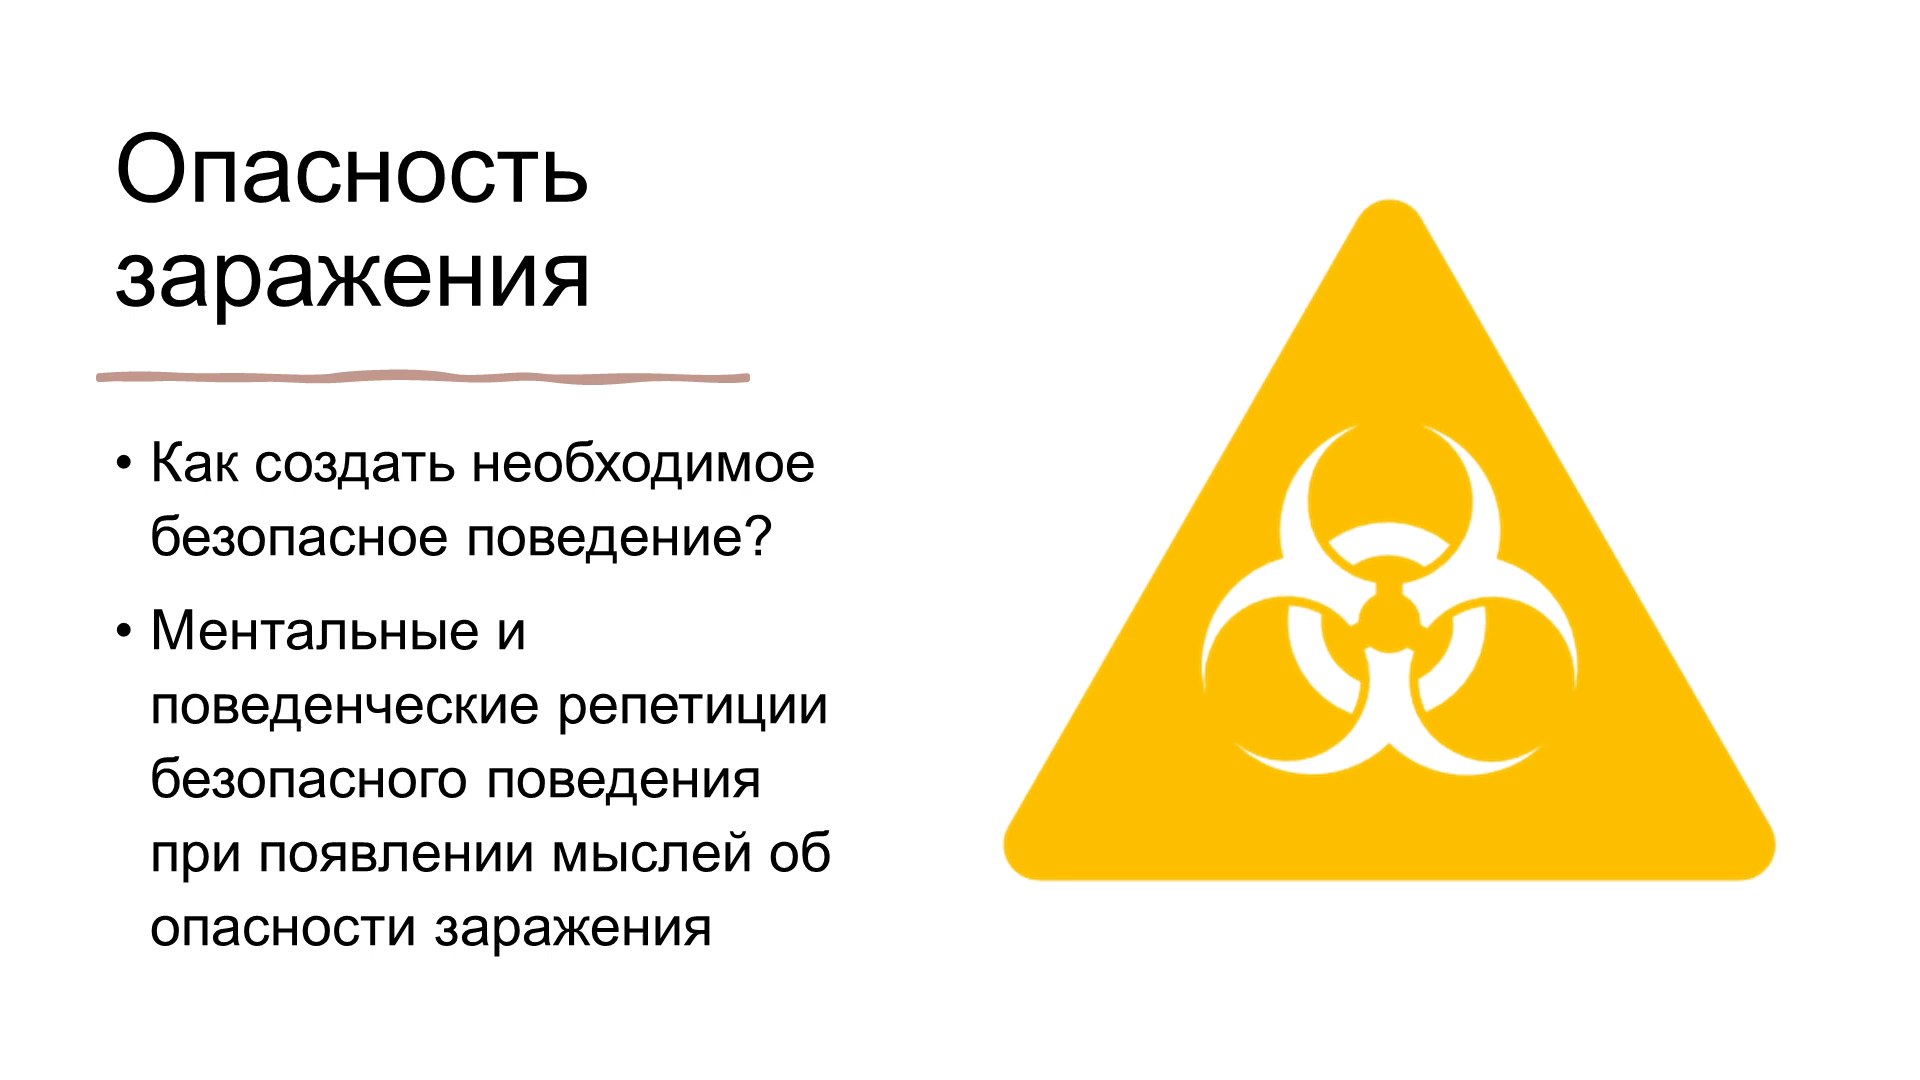 Опасность
заражения
• Как создать необходимое
безопасное поведение?
• Ментальные и
поведенческие репетиции
безопасного поведения
при появлении мыслей об
опасности заражения